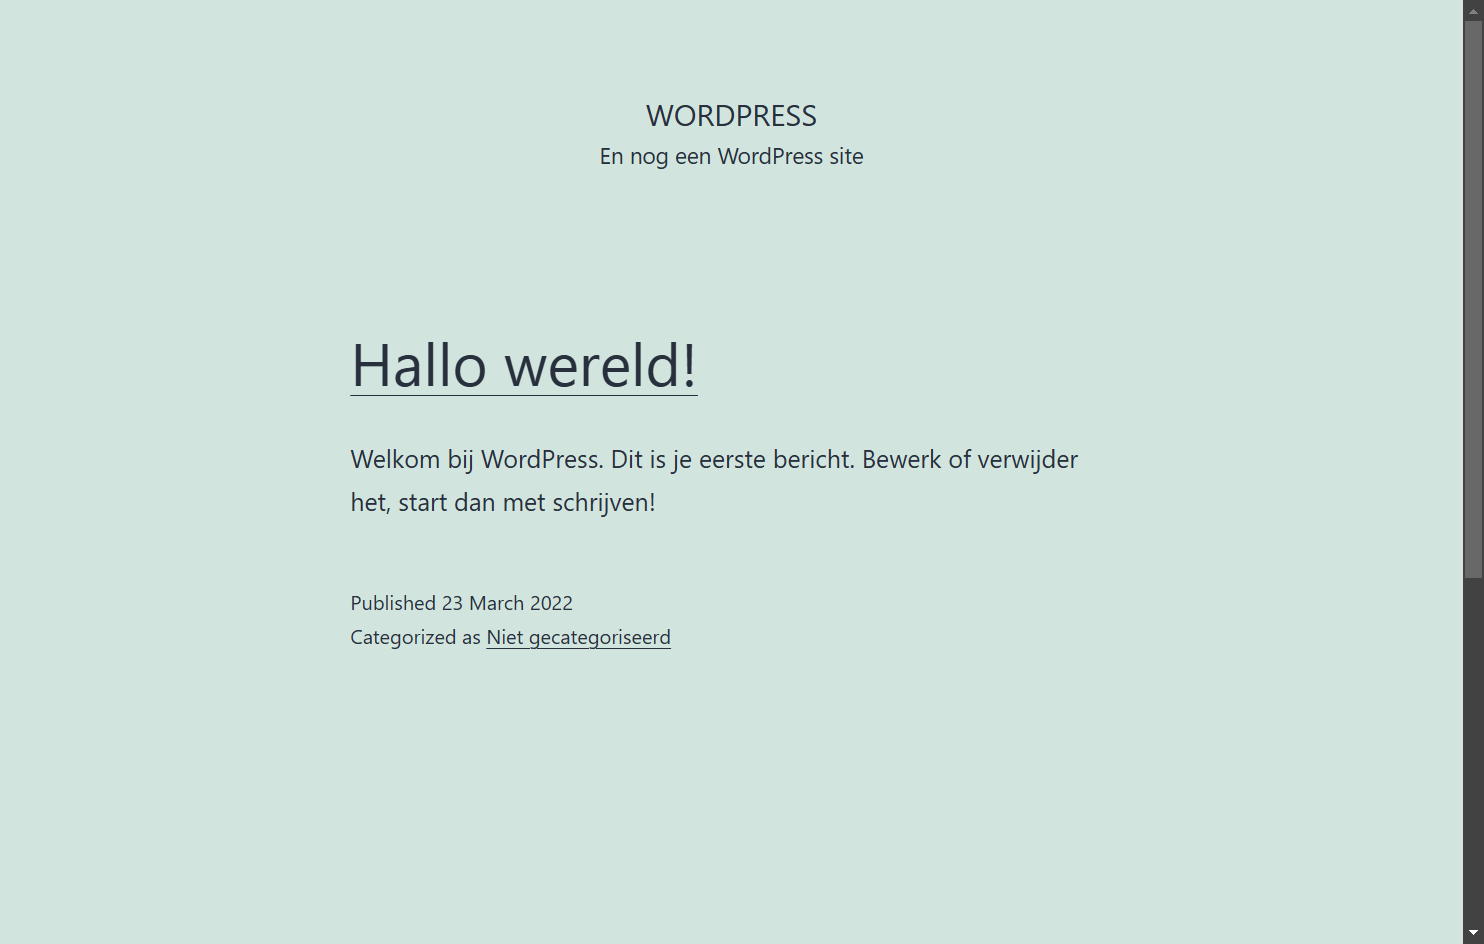 WORDPRESS
En nog een WordPress site
Hallo wereld!
Welkom bij WordPress. Dit is je eerste bericht. Bewerk of verwijder
het, start dan met schrijven!
Published 23 March 2022
Categorized as Niet gecategoriseerd